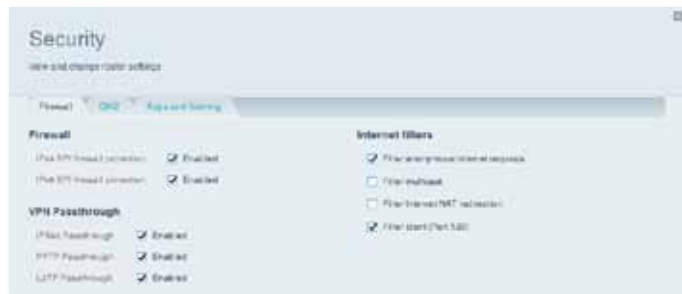 Security
View and change router settings
Firewall DMZ Apps and Gaming
Firewall
IPv4 SPI firewall protection Enabled
IPv6 SPI firewall protection Enabled
VPN Passthrough
IPSec Passthrough Enabled
PPTP Passthrough Enabled
L2TP Passthrough Enabled
Internet filters
Filter anonymous Internet requests
Filter multicast
Filter Internet NAT redirection
Filter ident (Port 113)